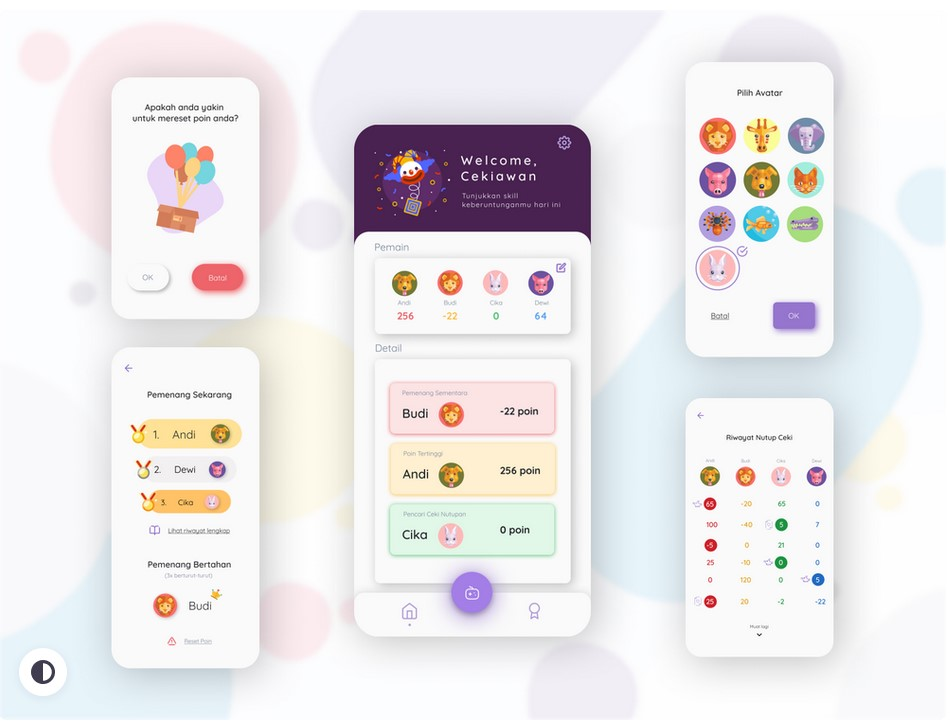 Apakah anda yakin
untuk mereset poin anda?
OK
Batal
Pemenang Sekarang
1. Andi
2. Dewi
3. Cika
Lihat riwayat lengkap
Pemenang Bertahan
(3x berturut-turut)
Budi
Reset Poin
Welcome,
Cekiawan
Tunjukkan skill
keberuntunganmu hari ini
Pemain
Andi Budi Cika Dewi
256 -22 0 64
Detail
Pemenang Sementara
Budi -22 poin
Poin Tertinggi
Andi 256 poin
Pencari Ceki Nutupan
Cika 0 poin
Pilih Avatar
Batal OK
Riwayat Nutup Ceki
Andi Budi Cika Dewi
65 -20 65 0
100 -40 5 7
-5 0 21 0
25 -10 0 0
0 120 0 5
25 20 -2 -22
Muat lagi